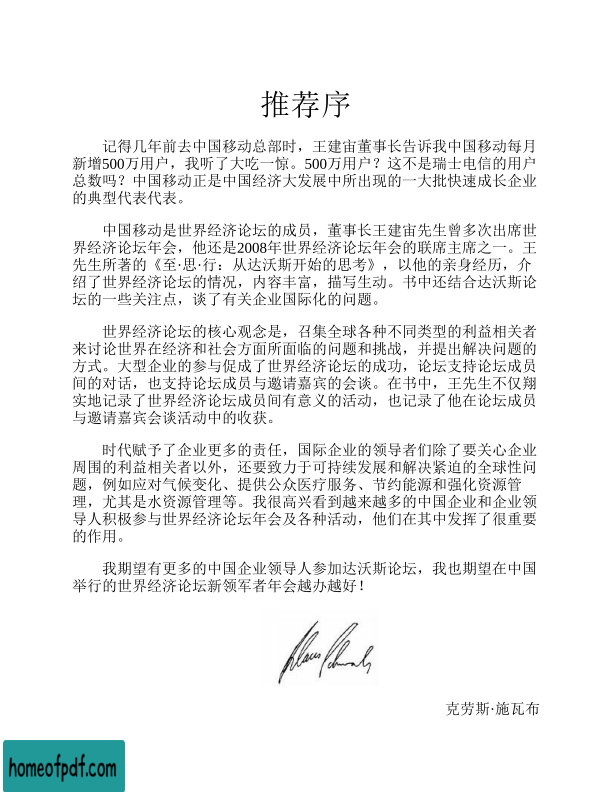 推荐序
记得几年前去中国移动总部时，王建宙董事长告诉我中国移动每月
新增500万用户，我听了大吃一惊。500万用户？这不是瑞士电信的用户
总数吗？中国移动正是中国经济大发展中所出现的一大批快速成长企业
的典型代表代表。
中国移动是世界经济论坛的成员，董事长王建宙先生曾多次出席世
界经济论坛年会，他还是2008年世界经济论坛年会的联席主席之一。王
先生所著的《至·思·行：从达沃斯开始的思考》，以他的亲身经历，介
绍了世界经济论坛的情况，内容丰富，描写生动。书中还结合达沃斯论
坛的一些关注点，谈了有关企业国际化的问题。
世界经济论坛的核心观念是，召集全球各种不同类型的利益相关者
来讨论世界在经济和社会方面所面临的问题和挑战，并提出解决问题的
方式。大型企业的参与促成了世界经济论坛的成功，论坛支持论坛成员
间的对话，也支持论坛成员与邀请嘉宾的会谈。在书中，王先生不仅翔
实地记录了世界经济论坛成员间有意义的活动，也记录了他在论坛成员
与邀请嘉宾会谈活动中的收获。
时代赋予了企业更多的责任，国际企业的领导者们除了要关心企业
周围的利益相关者以外，还要致力于可持续发展和解决紧迫的全球性问
题，例如应对气候变化、提供公众医疗服务、节约能源和强化资源管
理，尤其是水资源管理等。我很高兴看到越来越多的中国企业和企业领
导人积极参与世界经济论坛年会及各种活动，他们在其中发挥了很重要
的作用。
我期望有更多的中国企业领导人参加达沃斯论坛，我也期望在中国
举行的世界经济论坛新领军者年会越办越好！
Klaus Schwab
克劳斯·施瓦布
homeofpdf.com